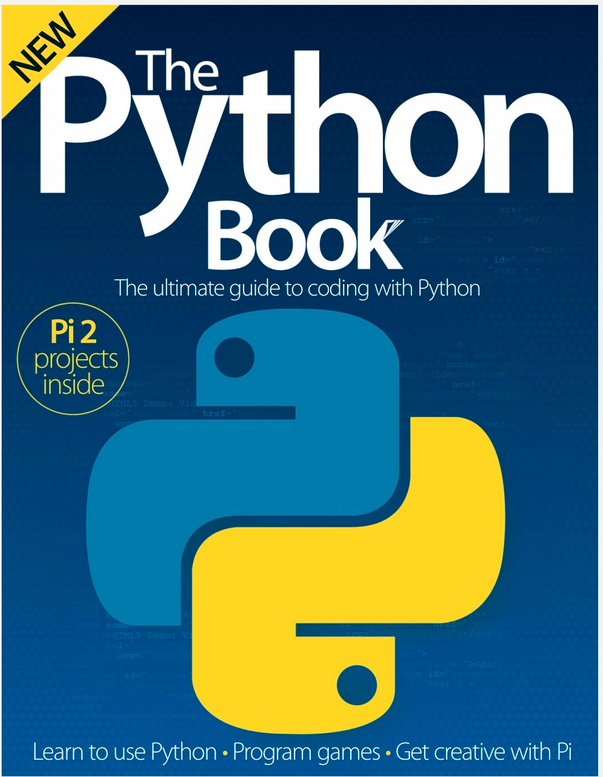 NEW
The
Python
Book
The ultimate guide to coding with Python
Pi 2
projects
inside
Learn to use Python • Program games • Get creative with Pi